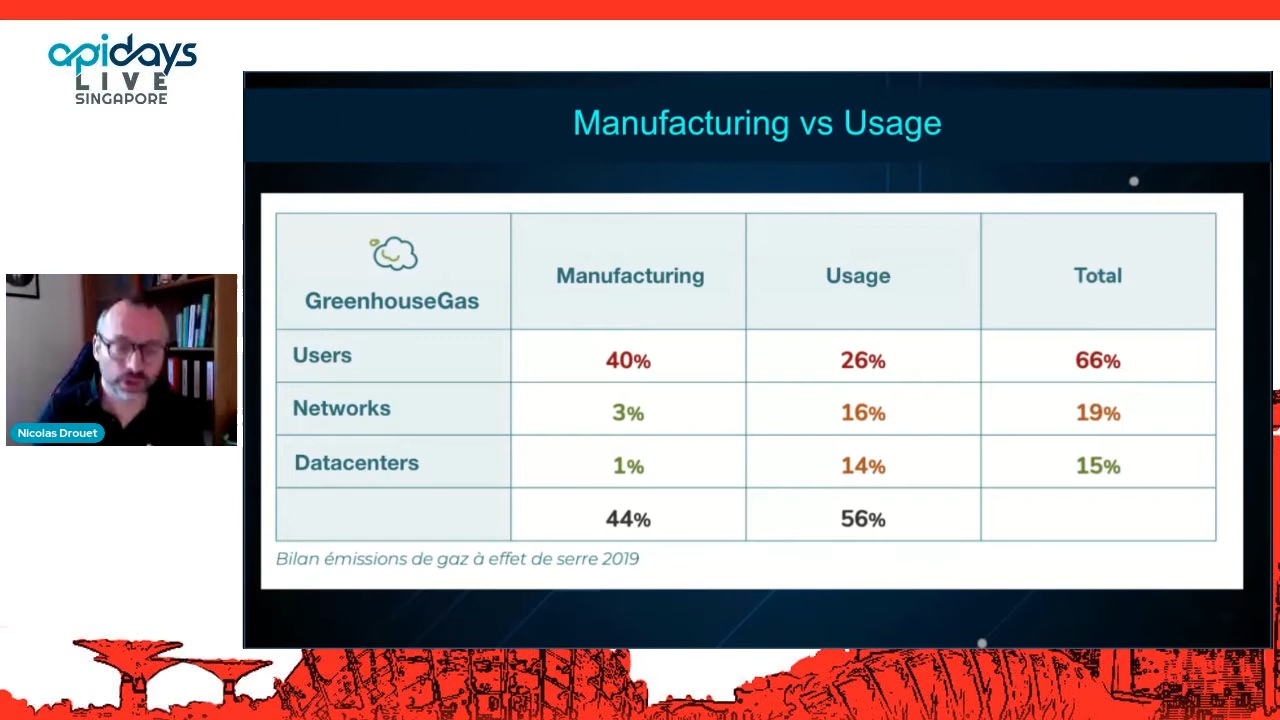 apidays
LIVE
SINGAPORE
Manufacturing vs Usage
GreenhouseGas
Manufacturing
Usage
Total
Users 40% 26% 66%
Networks 3% 16% 19%
Datacenters 1% 14% 15%
44% 56%
Bilan émissions de gaz à effet de serre 2019
Nicolas Drouet